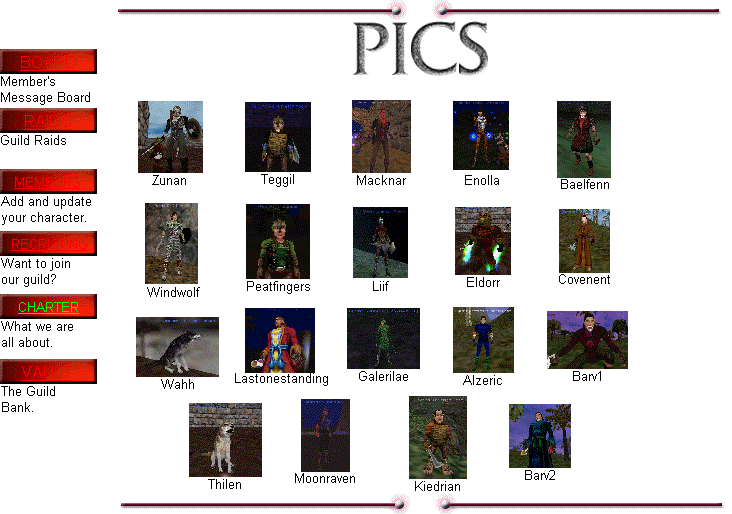 PICS
BOARD
Member's
Message Board
RAIDS
Guild Raids
MEMBERS
Add and update
your character.
RECRUITING
Want to join
our guild?
CHARTER
What we are
all about.
VAULT
The Guild
Bank.
Zunan
Teggil
Macknar
Enolla
Baelfenn
Windwolf
Peatfingers
Liif
Eldorr
Covenent
Wahh
Lastonestanding
Galerilae
Alzeric
Barv1
Thilen
Moonraven
Kiedrian
Barv2